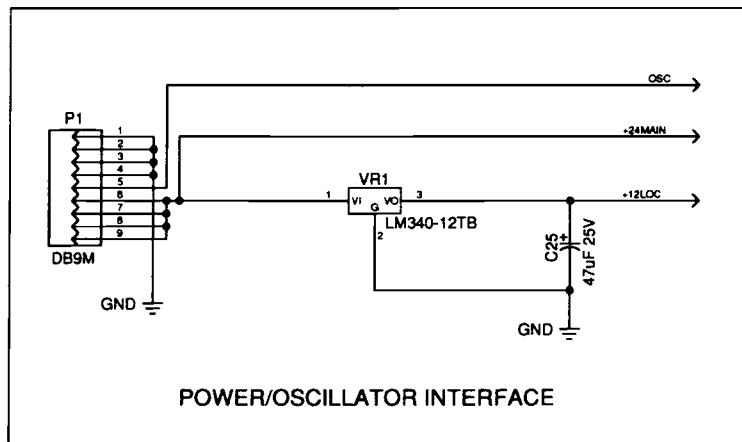 OSC
P1
1
2
3
4
5
6
7
8
9
DB9M
+24MAIN
VR1
1
VI
VO
3
G
2
LM340-12TB
+12LOC
C25
+
47uF 25V
GND
GND
POWER/OSCILLATOR INTERFACE